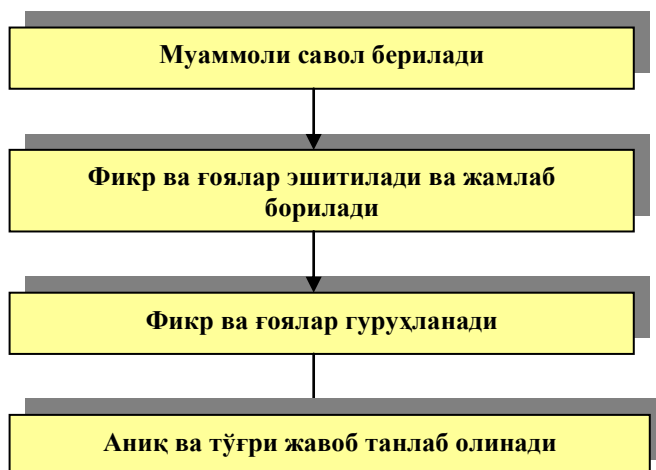 Муаммоли савол берилади
Фикр ва ғоялар эшитилади ва жамлаб
борилади
Фикр ва ғоялар гуруҳланади
Аниқ ва тўғри жавоб танлаб олинади